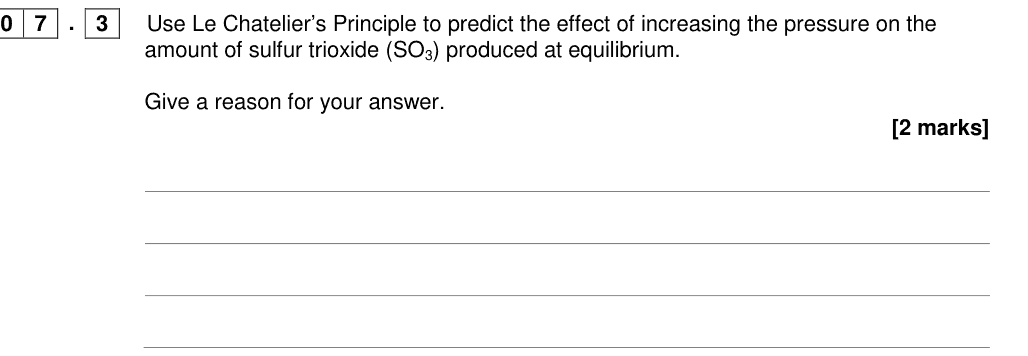 0 7 . 3 Use Le Chatelier's Principle to predict the effect of increasing the pressure on the
amount of sulfur trioxide (SO₃) produced at equilibrium.
Give a reason for your answer.
[2 marks]